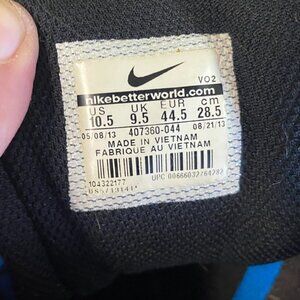 VO2
nikebetterworld.com
US UK EUR cm
10.5 9.5 44.5 28.5
05/08/13 407360-044 08/21/13
MADE IN VIETNAM
FABRIQUE AU VIETNAM
104322177